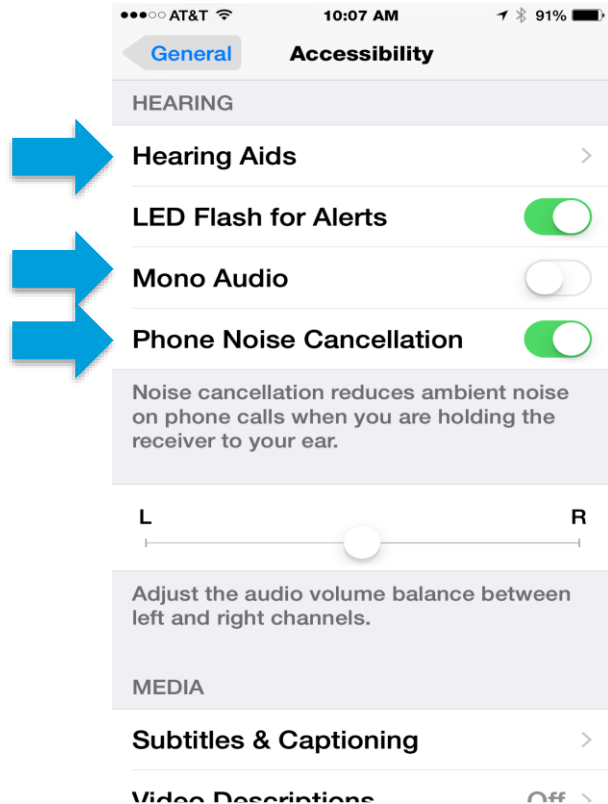 AT&T 10:07 AM 91%
General Accessibility
HEARING
Hearing Aids
LED Flash for Alerts
Mono Audio
Phone Noise Cancellation
Noise cancellation reduces ambient noise
on phone calls when you are holding the
receiver to your ear.
L R
Adjust the audio volume balance between
left and right channels.
MEDIA
Subtitles & Captioning
Video Descriptions Off